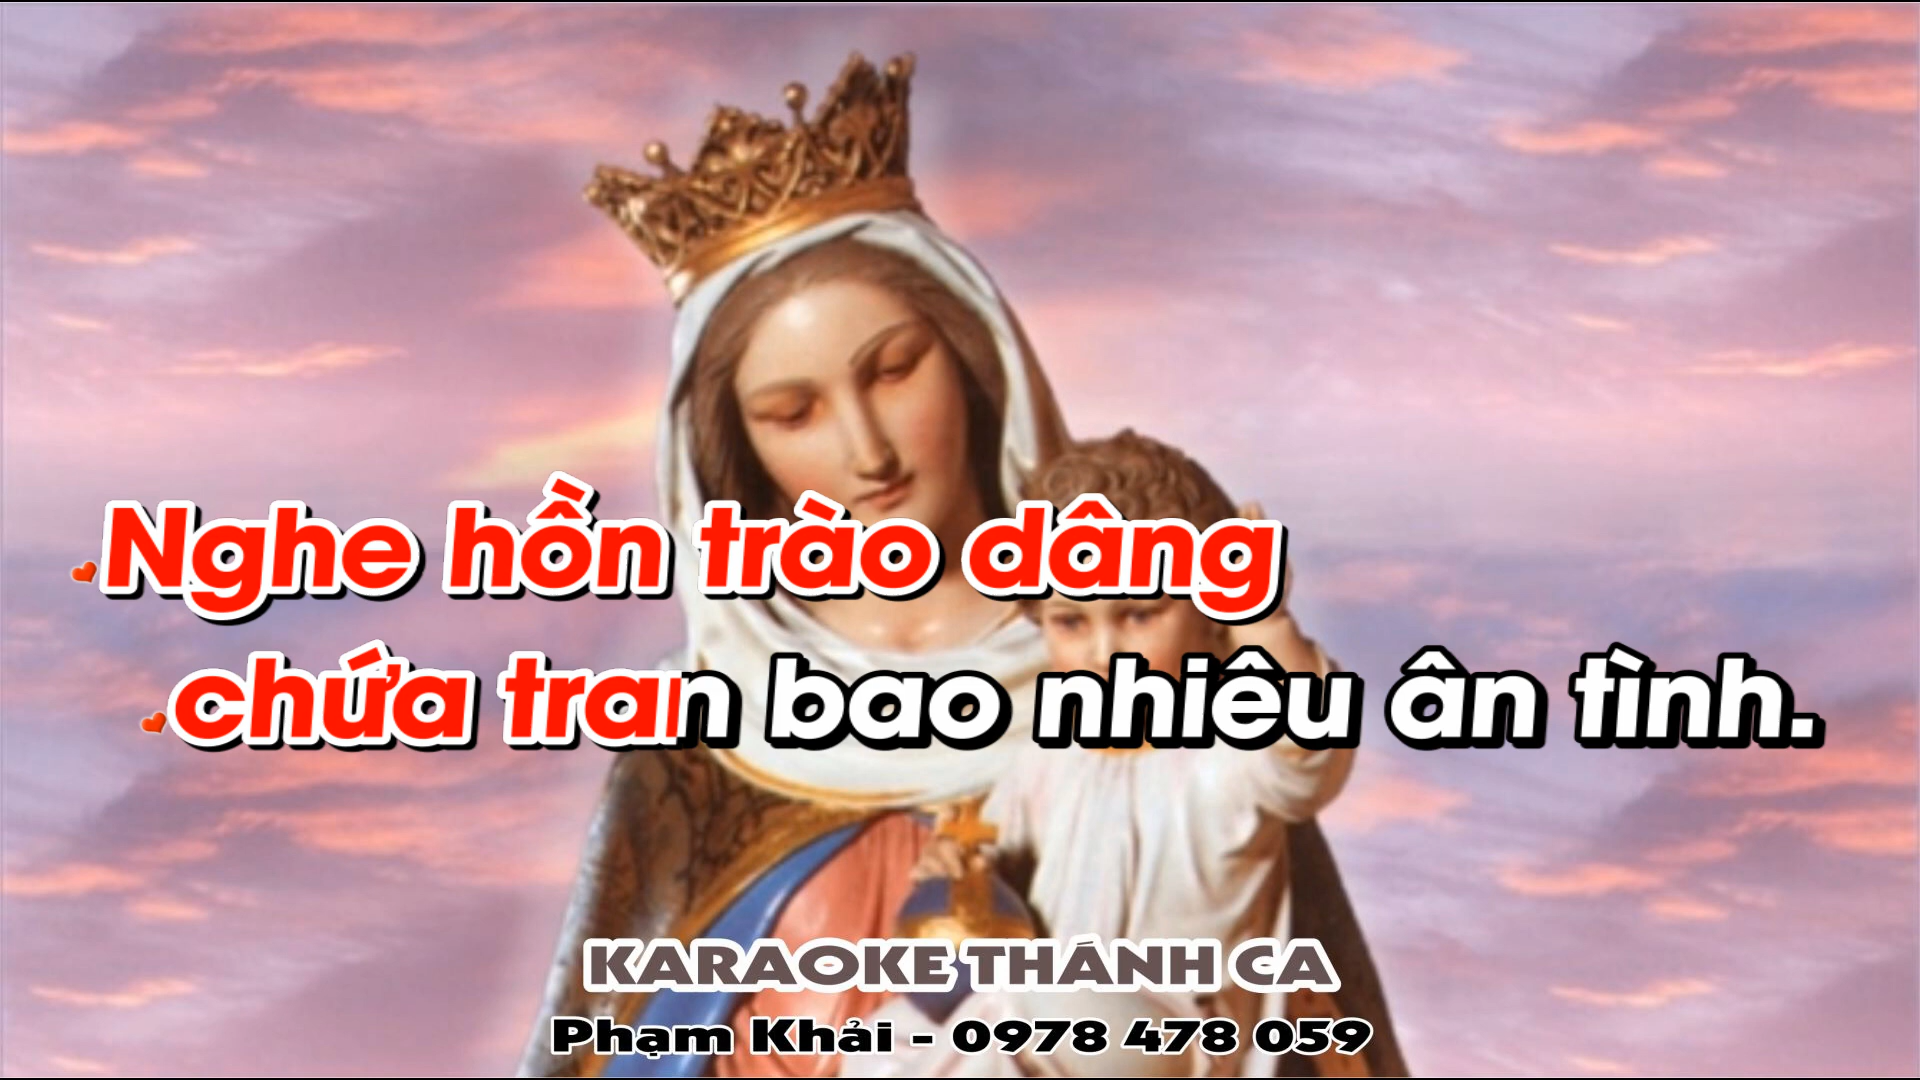 Nghe hồn trào dâng
chứa tran bao nhiêu ân tình.
KARAOKE THÁNH CA
Phạm Khải - 0978 478 059